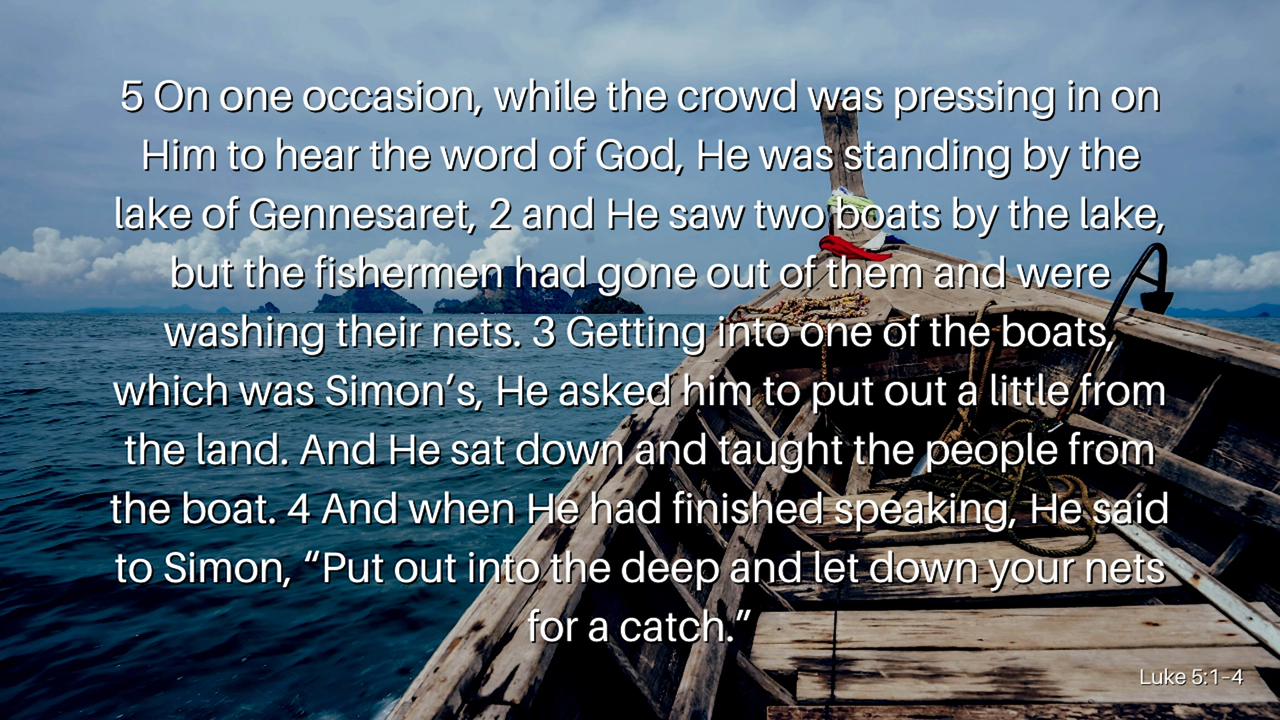 5 On one occasion, while the crowd was pressing in on
Him to hear the word of God, He was standing by the
lake of Gennesaret, 2 and He saw two boats by the lake,
but the fishermen had gone out of them and were
washing their nets. 3 Getting into one of the boats,
which was Simon’s, He asked him to put out a little from
the land. And He sat down and taught the people from
the boat. 4 And when He had finished speaking, He said
to Simon, “Put out into the deep and let down your nets
for a catch.”
Luke 5:1–4